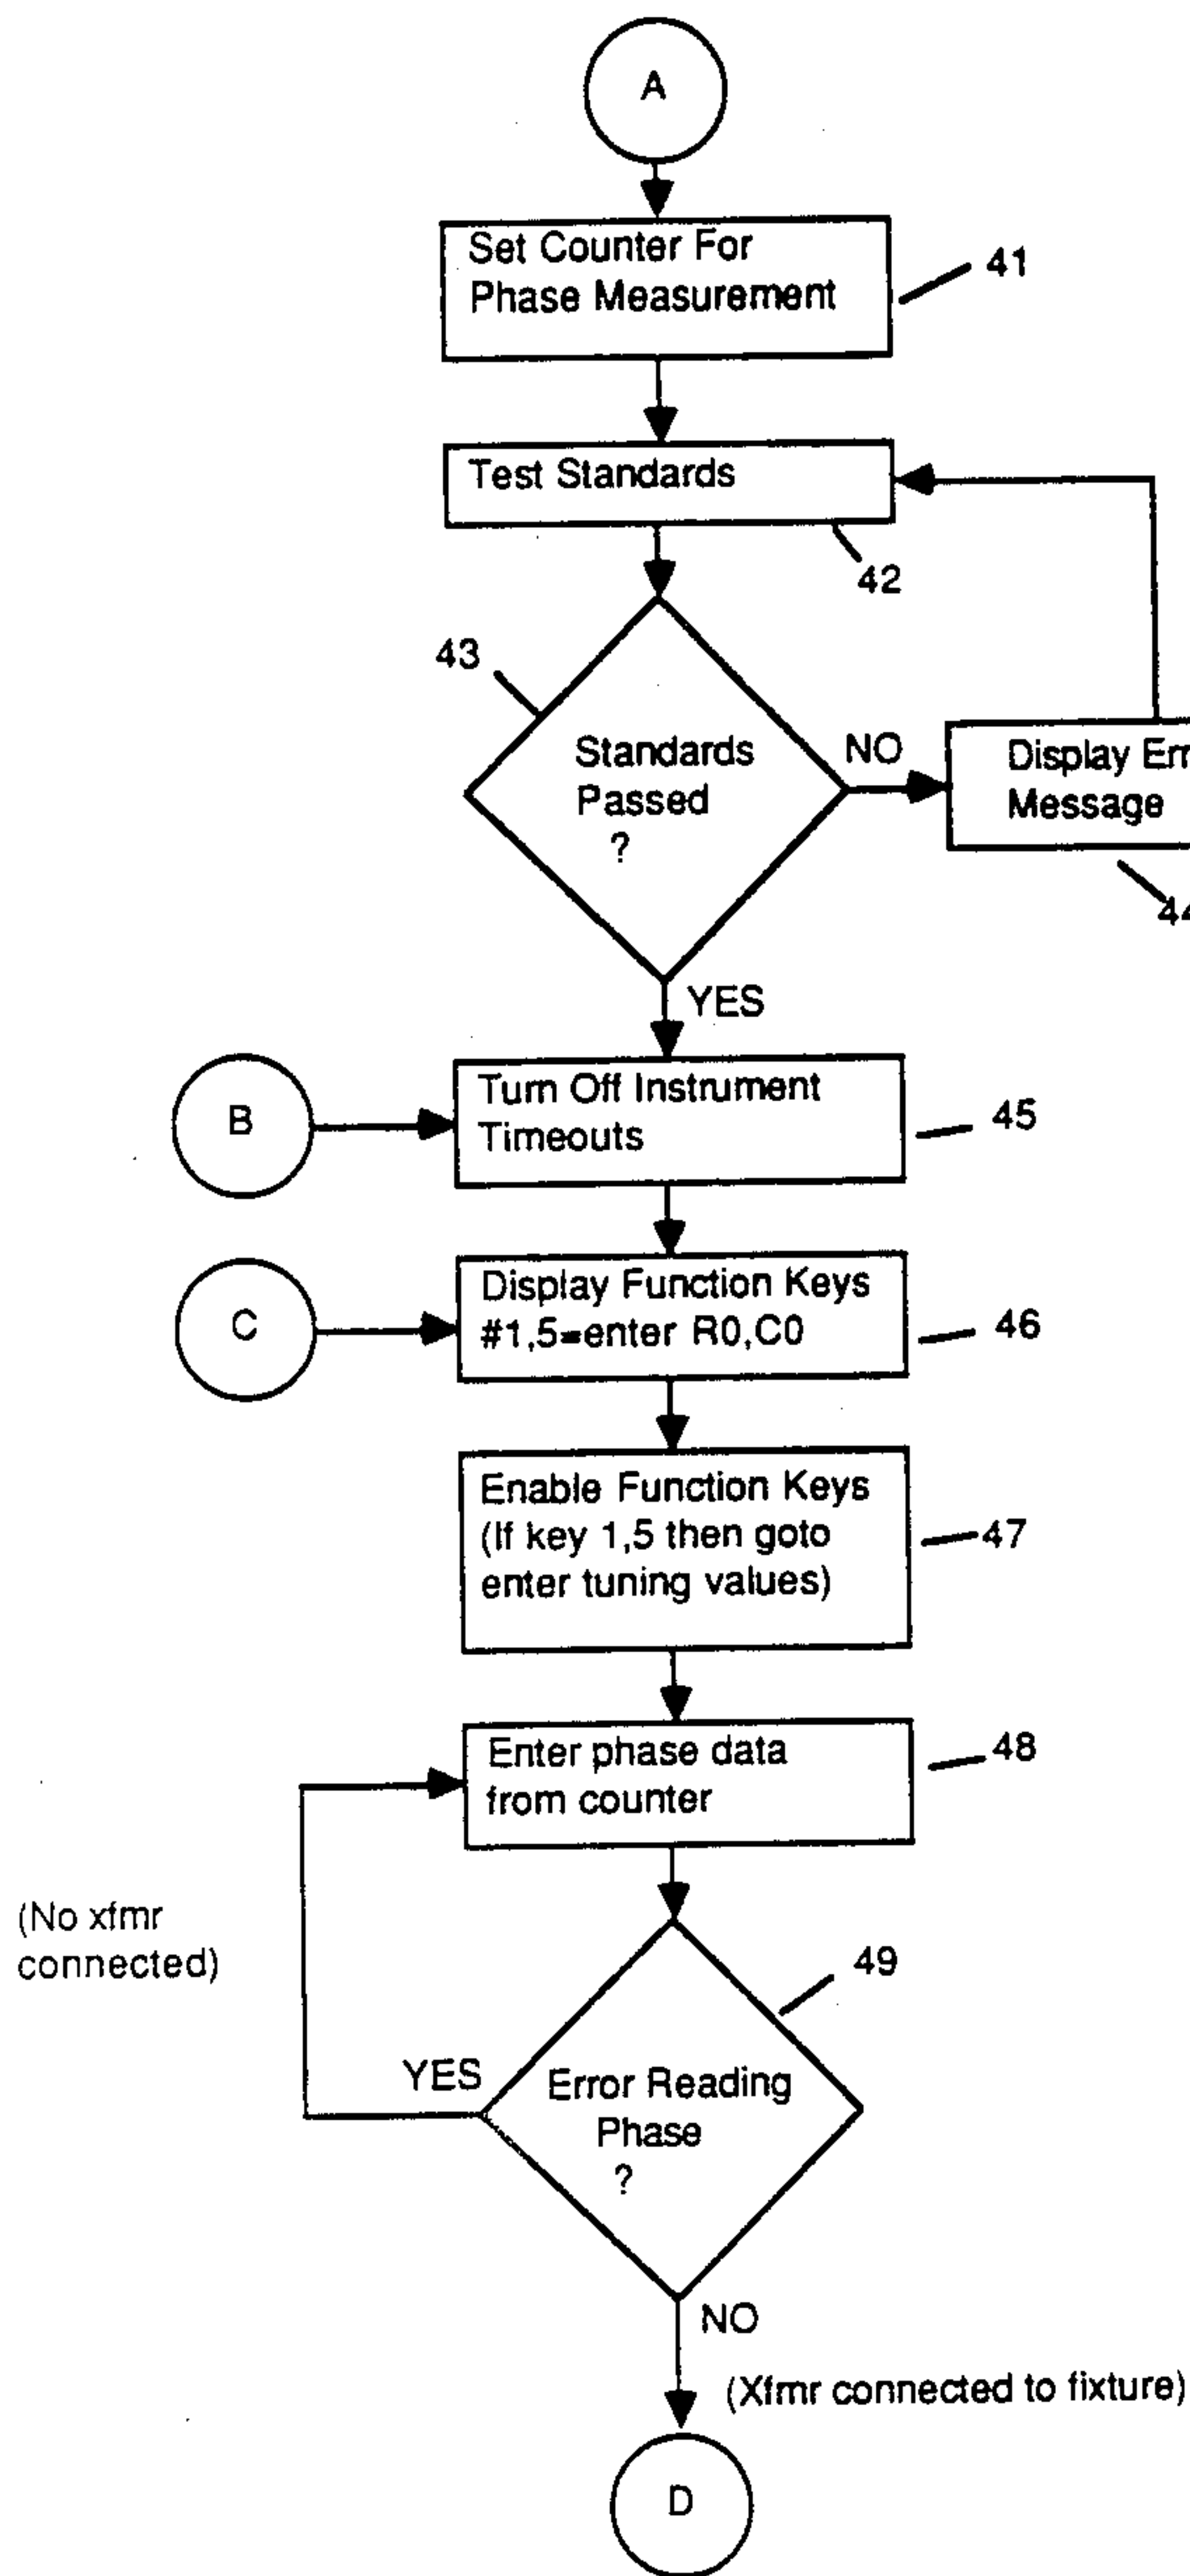 A
Set Counter For
Phase Measurement
41
Test Standards
42
43
Standards
Passed
?
NO
Display Err
Message
44
YES
B
Turn Off Instrument
Timeouts
45
C
Display Function Keys
#1,5=enter R0,C0
46
Enable Function Keys
(If key 1,5 then goto
enter tuning values)
47
Enter phase data
from counter
48
(No xfmr
connected)
49
YES
Error Reading
Phase
?
NO
(Xfmr connected to fixture)
D